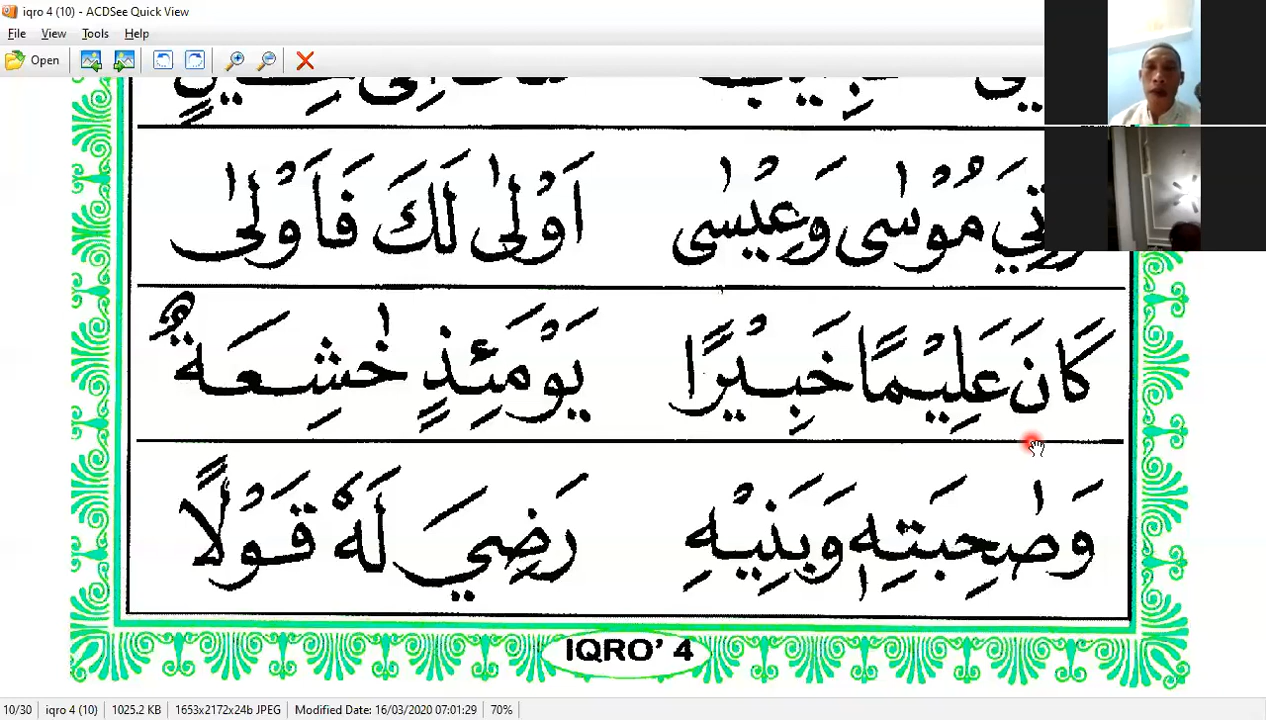 iqro 4 (10) - ACDSee Quick View
File View Tools Help
Open
مُوْسٰى وَعِيْسٰى اَوْلٰى لَكَ فَاَوْلٰى
كَانَ عَلِيْمًا خَبِيْرًا يَوْمَئِذٍ خٰشِعَةٌ
وَصٰحِبَتِهٖ وَبَنِيْهِ رَضِيَ لَهٗ قَوْلًا
IQRO' 4
10/30 iqro 4 (10) 1025.2 KB 1653x2172x24b JPEG Modified Date: 16/03/2020 07:01:29 70%